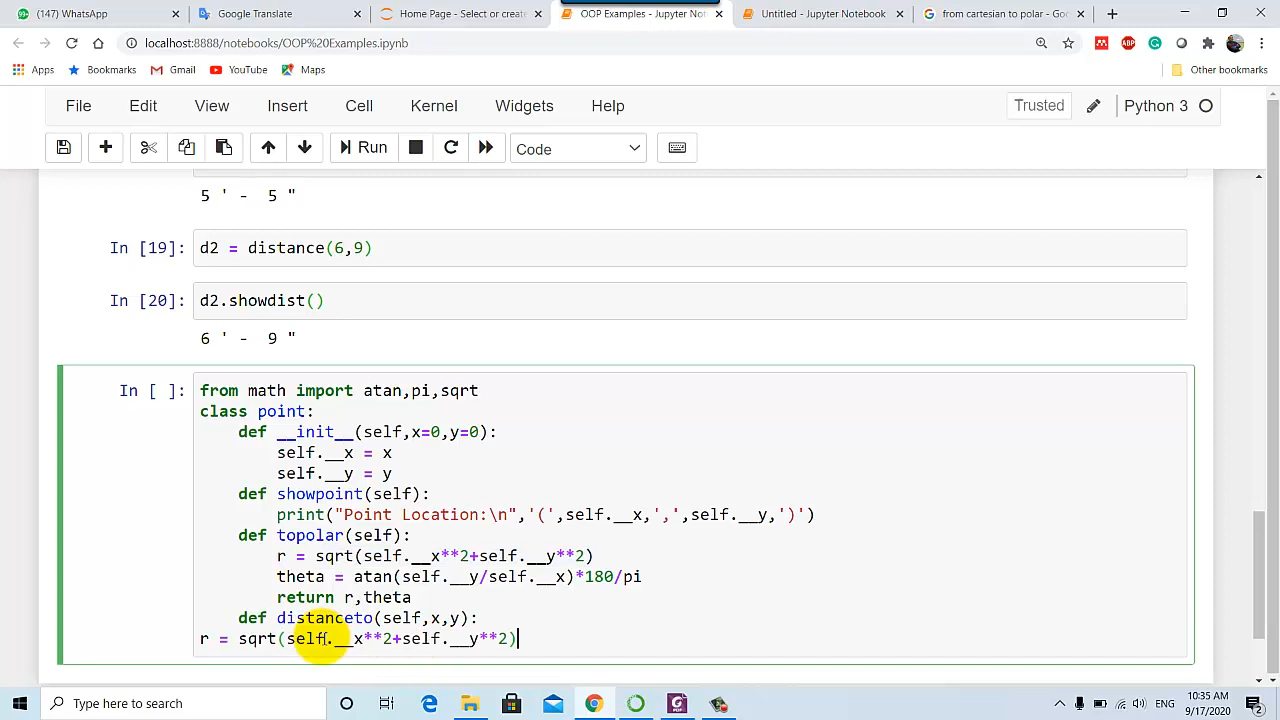 (147) WhatsApp
Google Translate
Home Page - Select or create
OOP Examples - Jupyter Notebook
Untitled - Jupyter Notebook
from cartesian to polar - Goo
localhost:8888/notebooks/OOP%20Examples.ipynb
Apps Bookmarks Gmail YouTube Maps Other bookmarks
File Edit View Insert Cell Kernel Widgets Help Trusted Python 3
Run Code
5 ' - 5 "
In [19]: d2 = distance(6,9)
In [20]: d2.showdist()
6 ' - 9 "
In [ ]: from math import atan,pi,sqrt
class point:
def __init__(self,x=0,y=0):
self.__x = x
self.__y = y
def showpoint(self):
print("Point Location:\n",'(',self.__x,',',self.__y,')')
def topolar(self):
r = sqrt(self.__x**2+self.__y**2)
theta = atan(self.__y/self.__x)*180/pi
return r,theta
def distanceto(self,x,y):
r = sqrt(self.__x**2+self.__y**2)
Type here to search
ENG
10:35 AM
9/17/2020
2